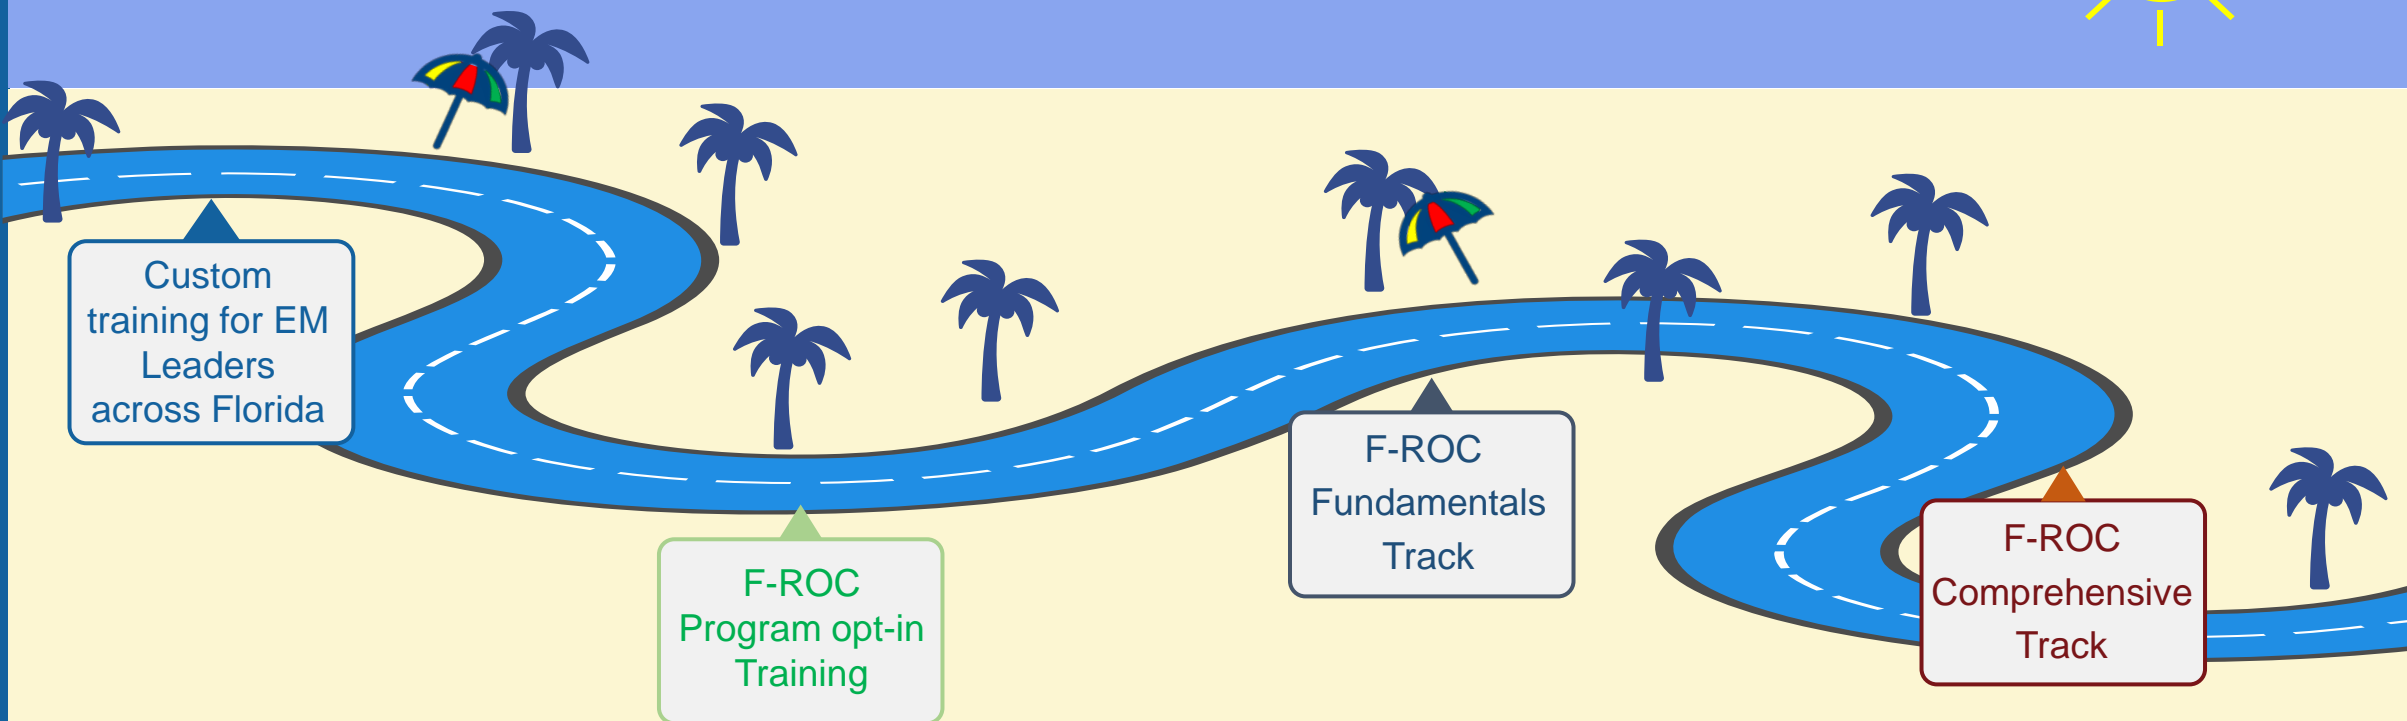 Custom
training for EM
Leaders
across Florida
F-ROC
Program opt-in
Training
F-ROC
Fundamentals
Track
F-ROC
Comprehensive
Track